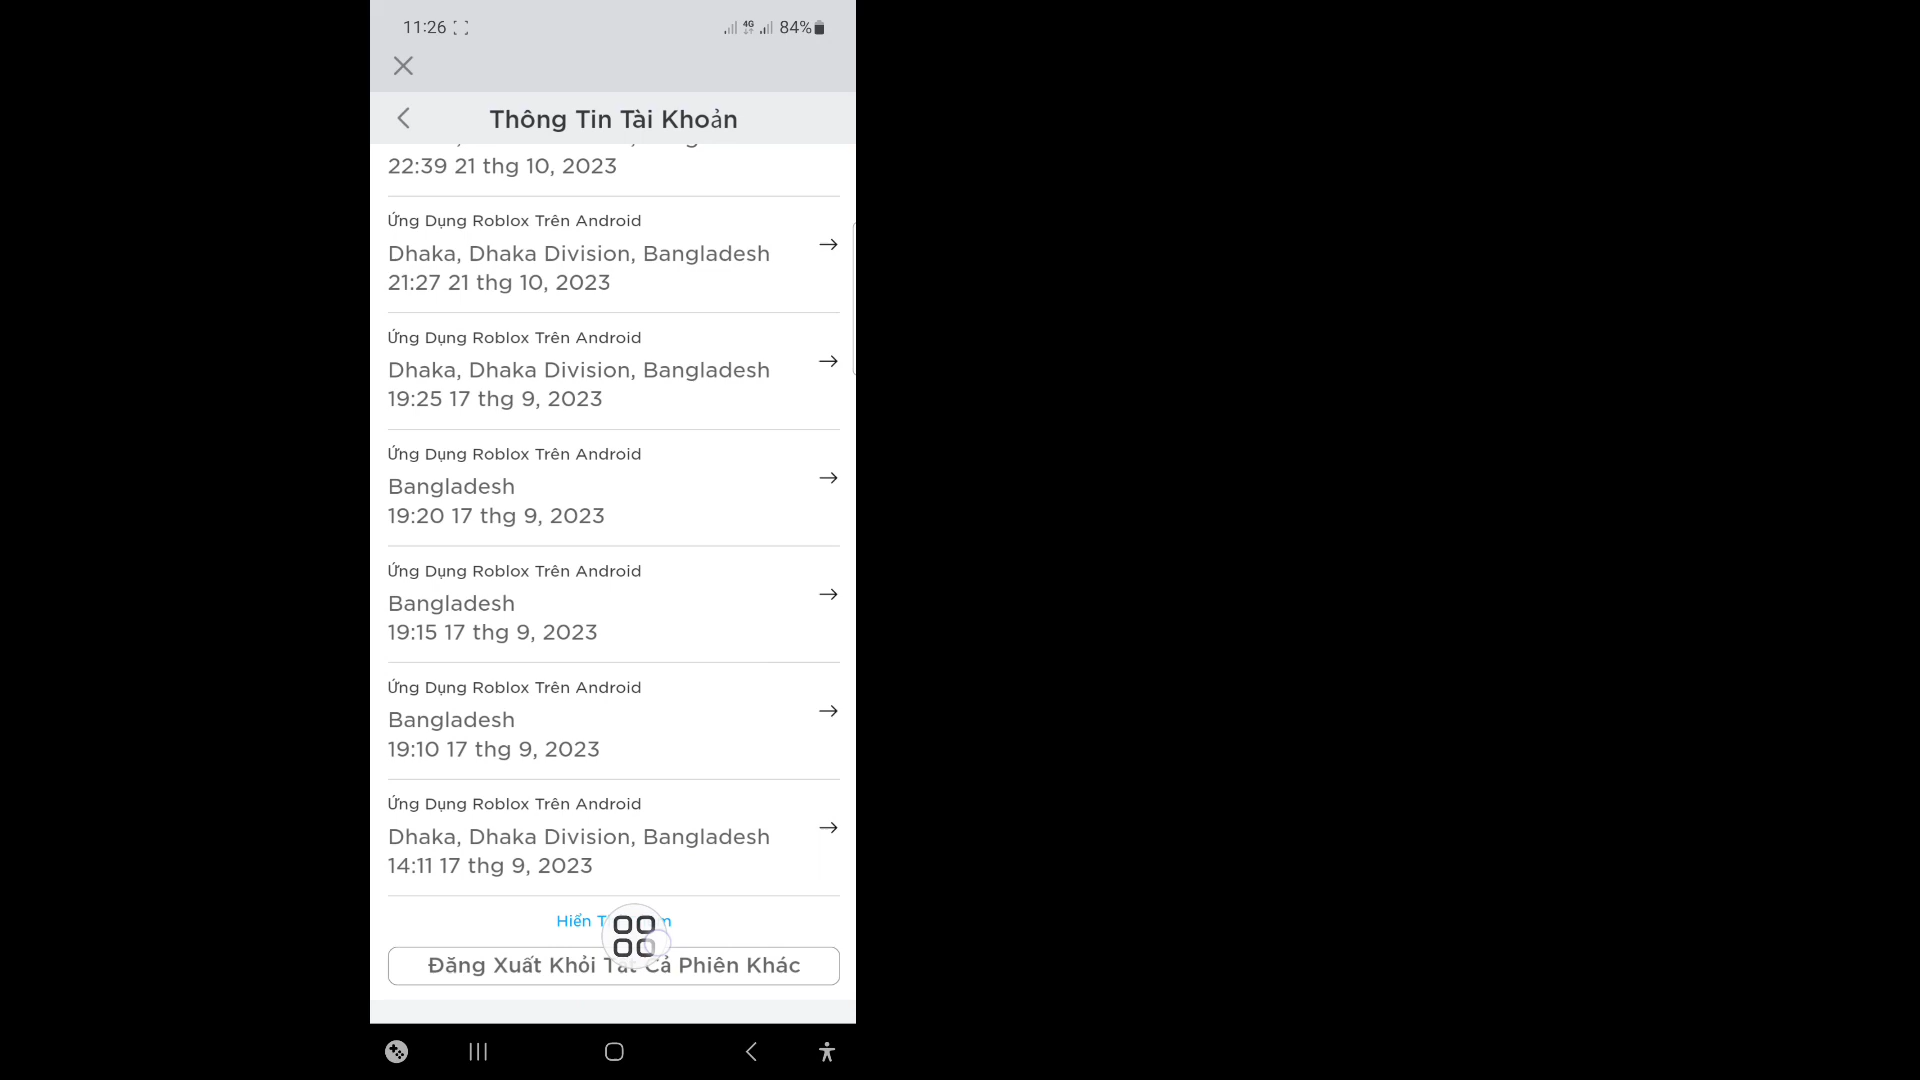 11:26
4G
84%
Thông Tin Tài Khoản
22:39 21 thg 10, 2023
Ứng Dụng Roblox Trên Android
Dhaka, Dhaka Division, Bangladesh
21:27 21 thg 10, 2023
Ứng Dụng Roblox Trên Android
Dhaka, Dhaka Division, Bangladesh
19:25 17 thg 9, 2023
Ứng Dụng Roblox Trên Android
Bangladesh
19:20 17 thg 9, 2023
Ứng Dụng Roblox Trên Android
Bangladesh
19:15 17 thg 9, 2023
Ứng Dụng Roblox Trên Android
Bangladesh
19:10 17 thg 9, 2023
Ứng Dụng Roblox Trên Android
Dhaka, Dhaka Division, Bangladesh
14:11 17 thg 9, 2023
Hiển
Đăng Xuất Khỏi Tất Cả Phiên Khác